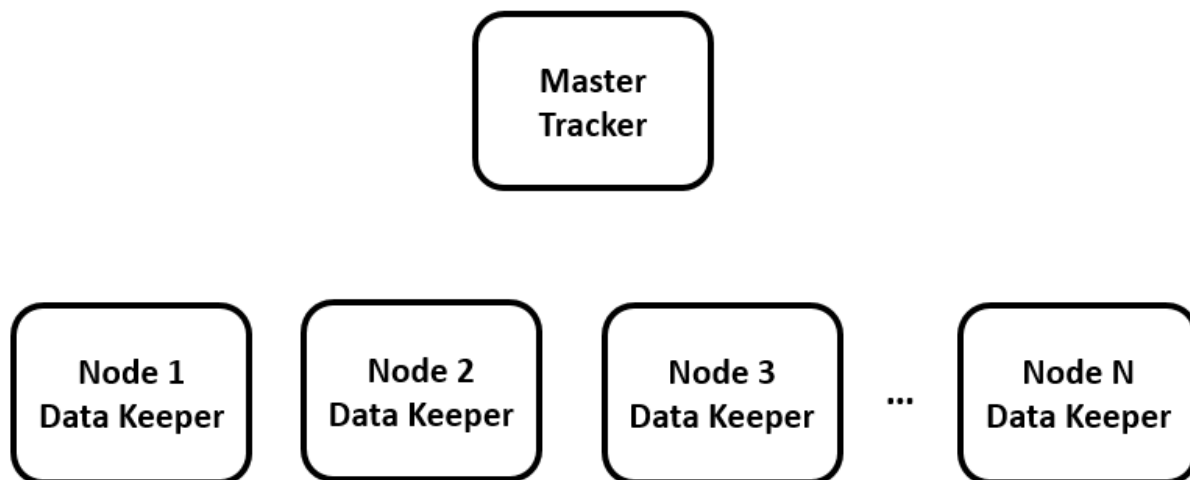 Master
Tracker
Node 1
Data Keeper
Node 2
Data Keeper
Node 3
Data Keeper
...
Node N
Data Keeper